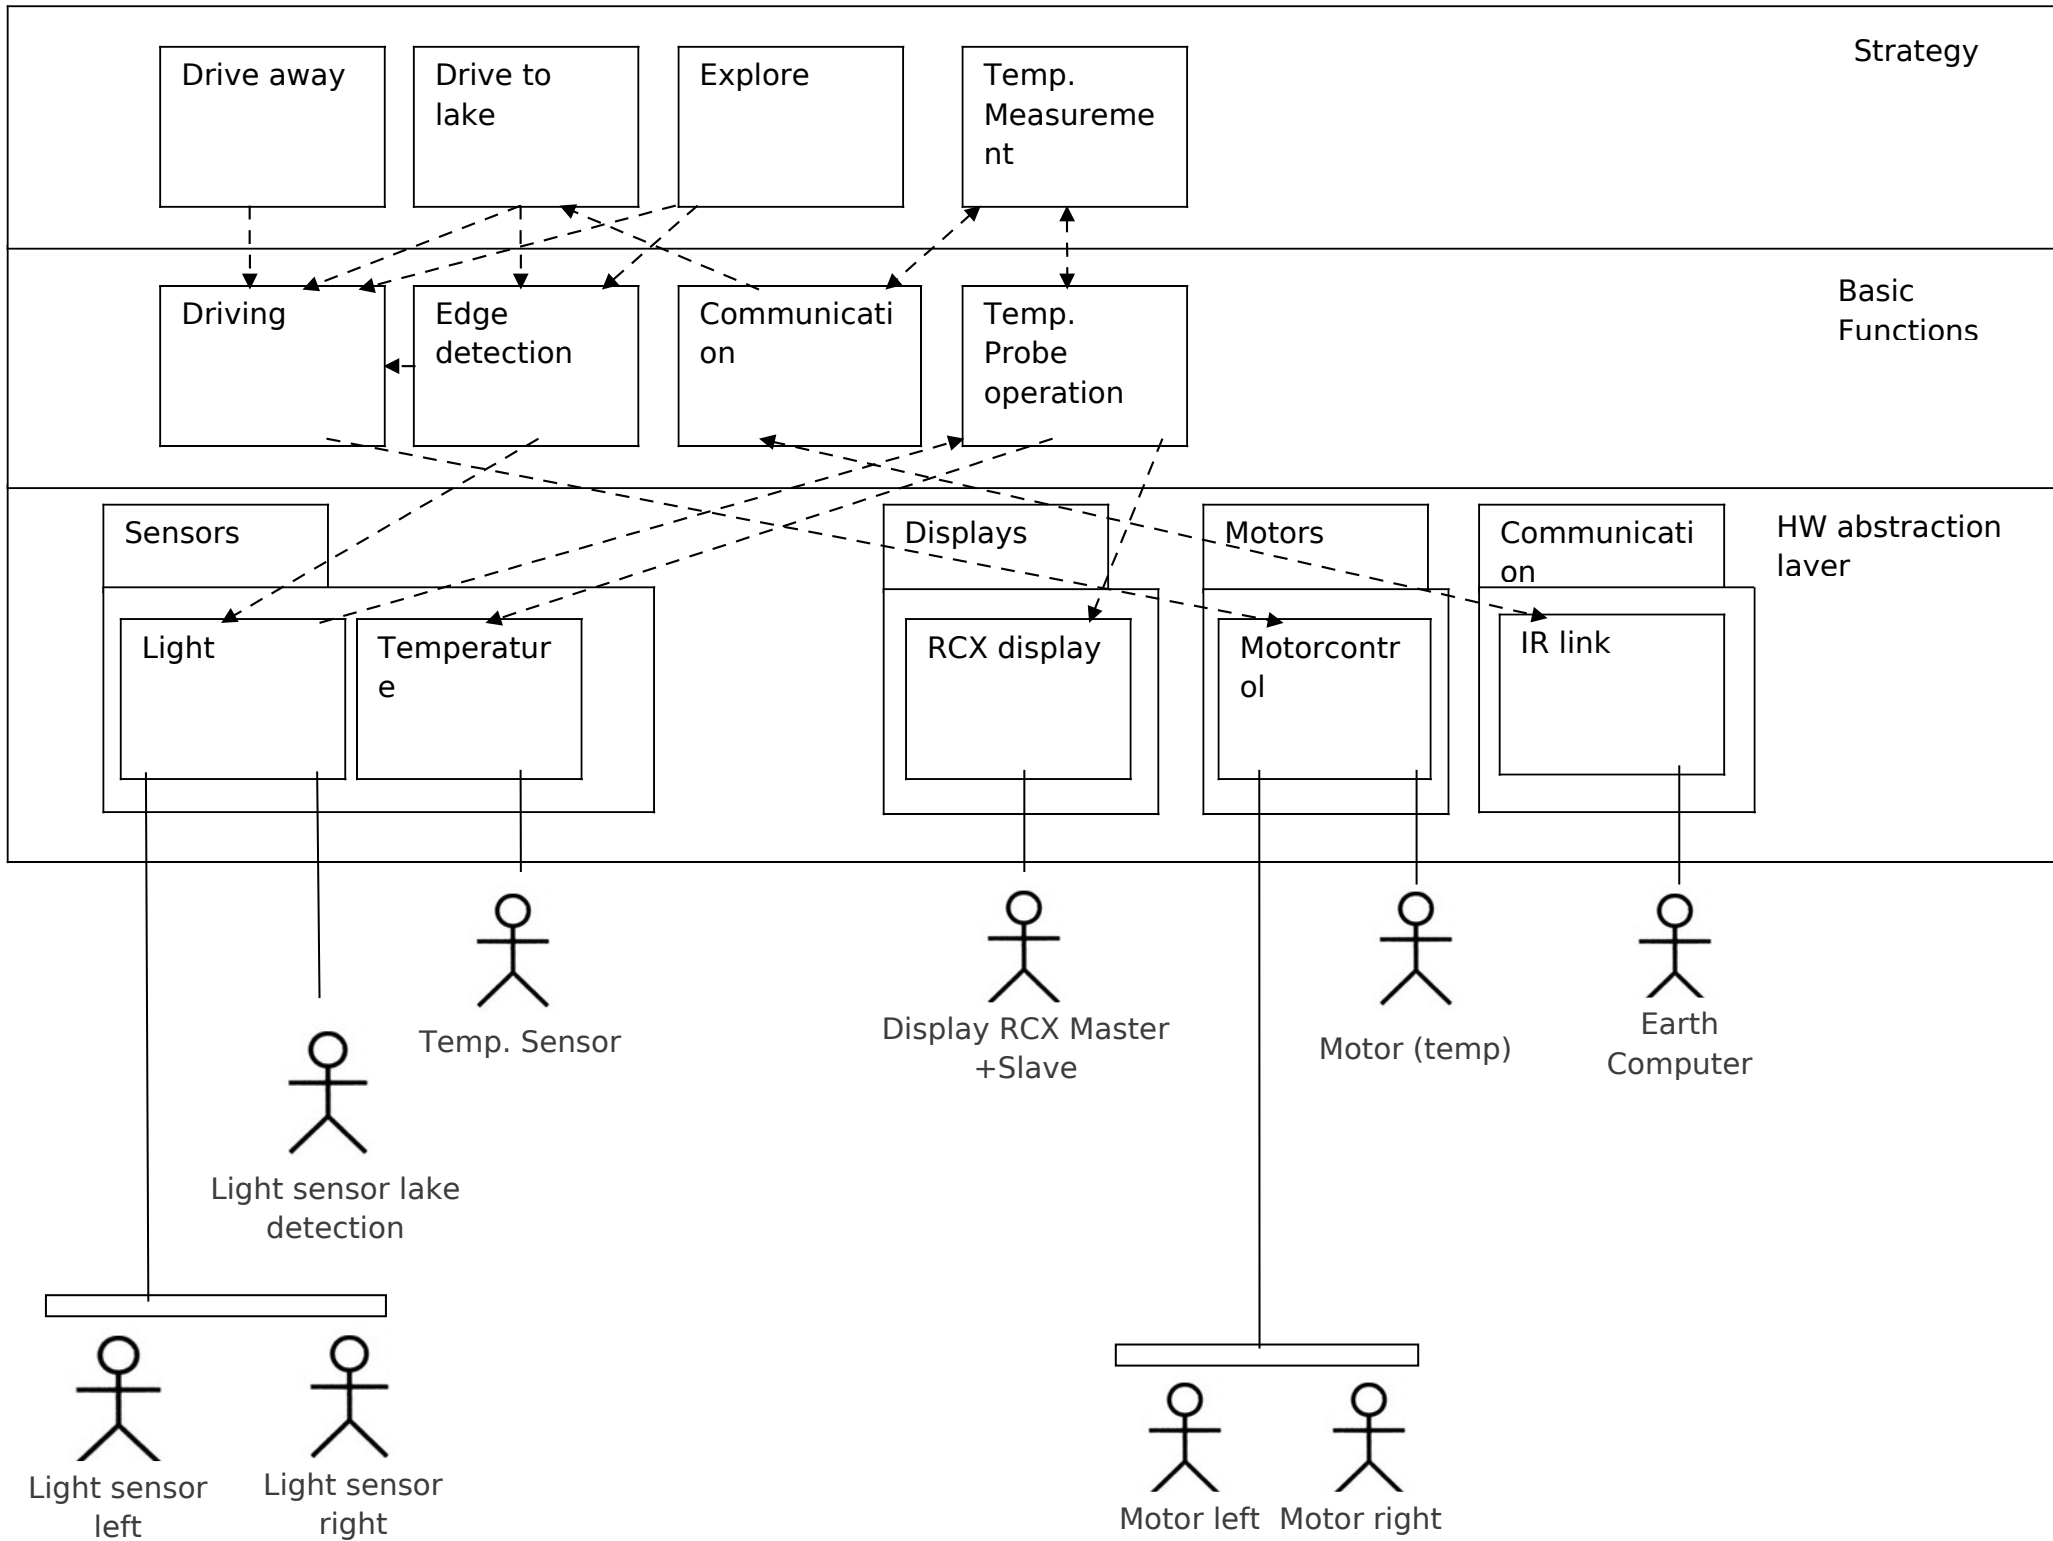 Strategy
Drive away
Drive to
lake
Explore
Temp.
Measureme
nt
Basic
Functions
Driving
Edge
detection
Communicati
on
Temp.
Probe
operation
HW abstraction
layer
Sensors
Displays
Motors
Communicati
on
Light
Temperatur
e
RCX display
Motorcontr
ol
IR link
Temp. Sensor
Display RCX Master
+Slave
Motor (temp)
Earth
Computer
Light sensor lake
detection
Light sensor
left
Light sensor
right
Motor left
Motor right